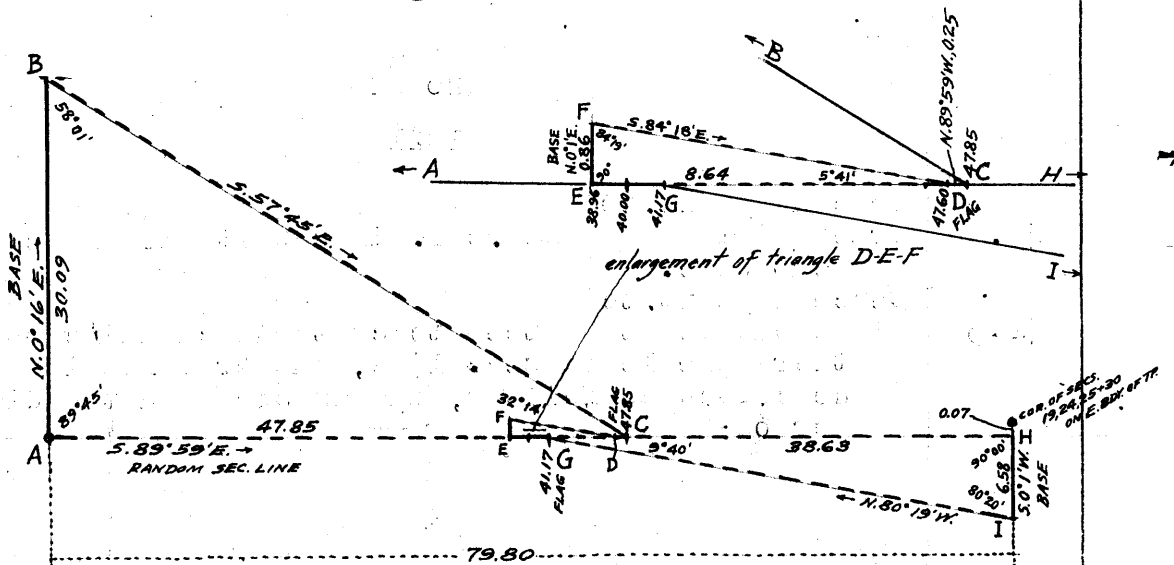 B
58°01'
BASE
N.0°16'E.→
30.09
89°45'
A
S.57°45'E.→
47.85
S.89°59'E.→
RANDOM SEC. LINE
79.80
B
N.89°59'W.,0.25
F
S.84°18'E.→
84°19'
BASE
N.0°1'E.
0.86
90°
A
8.64
5°41'
47.85
C
H
E
G
D
38.96
40.00
41.17
47.60
FLAG
I
enlargement of triangle D-E-F
32°14'
FLAG
47.85
F
C
E
G
D
9°40'
38.63
41.17
FLAG
N.80°19'W.
0.07
COR. OF SECS.
19,24,25+30
ON E. BDY. OF TP.
H
90°00'
6.58
80°20'
S.0°1'W.
BASE
I